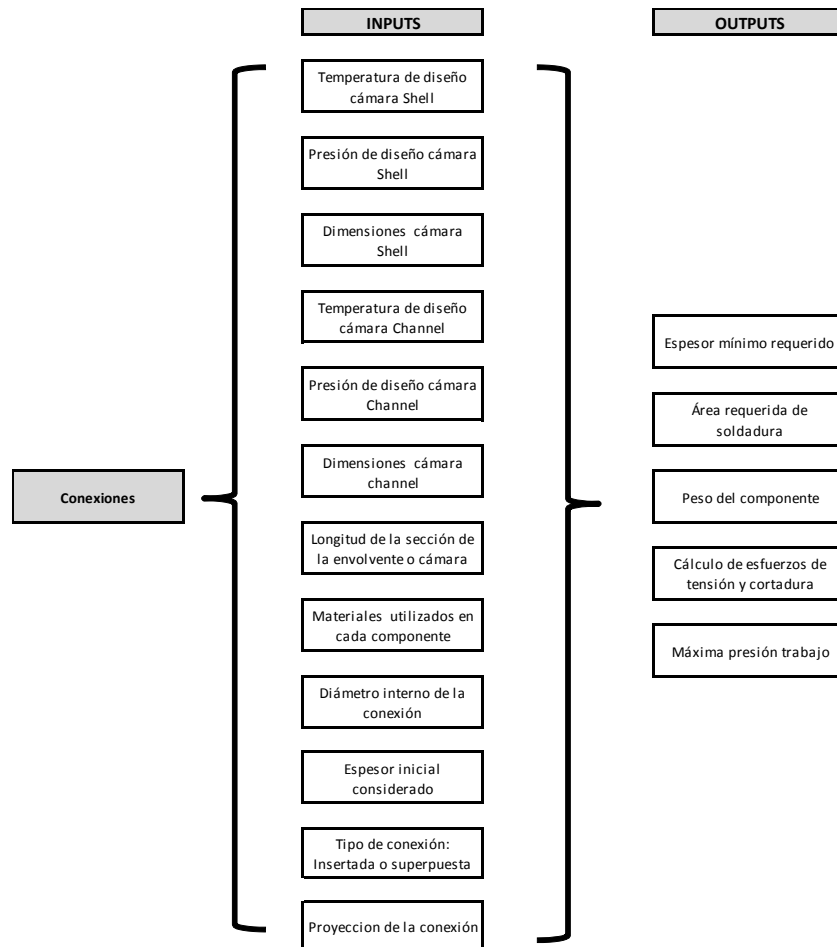 INPUTS
OUTPUTS
Temperatura de diseño
cámara Shell
Presión de diseño cámara
Shell
Dimensiones cámara
Shell
Temperatura de diseño
cámara Channel
Presión de diseño cámara
Channel
Dimensiones cámara
channel
Longitud de la sección de
la envolvente o cámara
Materiales utilizados en
cada componente
Diámetro interno de la
conexión
Espesor inicial
considerado
Tipo de conexión:
Insertada o superpuesta
Proyeccion de la conexión
Conexiones
Espesor mínimo requerido
Área requerida de
soldadura
Peso del componente
Cálculo de esfuerzos de
tensión y cortadura
Máxima presión trabajo